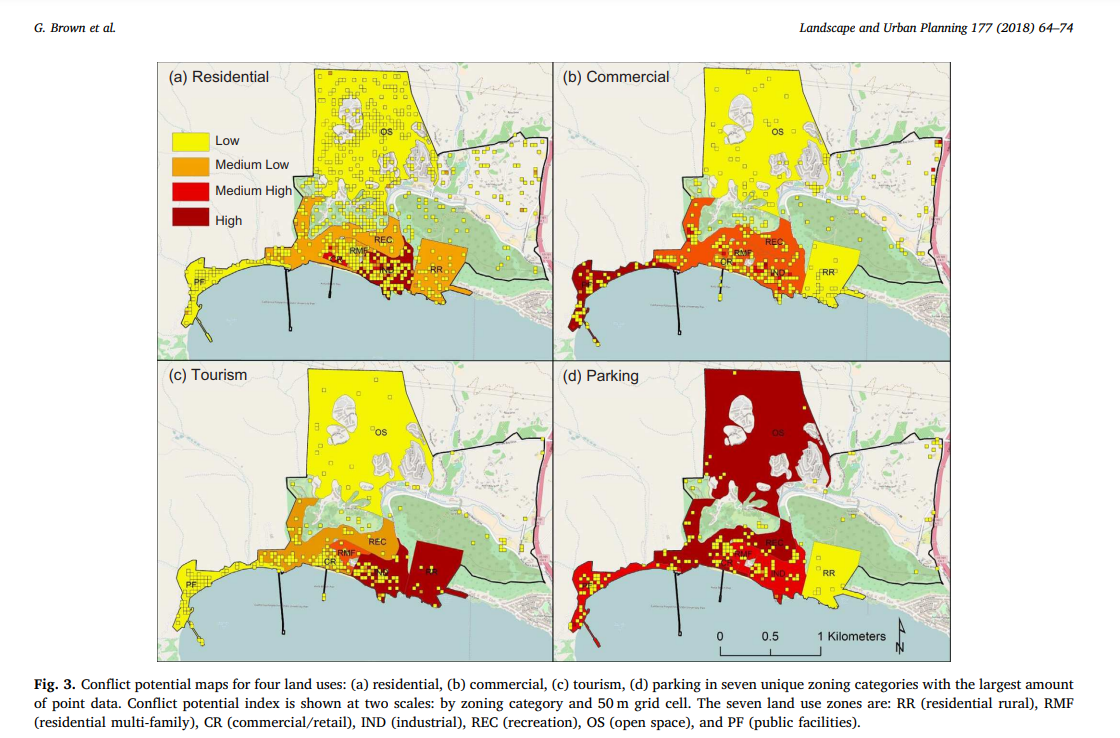 G. Brown et al.
Landscape and Urban Planning 177 (2018) 64–74
(a) Residential
(b) Commercial
Low
Medium Low
Medium High
High
OS
REC
RMF
CR
IND
RR
PF
OS
REC
RMF
CR
IND
RR
(c) Tourism
(d) Parking
OS
REC
RMF
CR
RR
PF
OS
REC
RMF
IND
RR
0 0.5 1 Kilometers
N
Fig. 3. Conflict potential maps for four land uses: (a) residential, (b) commercial, (c) tourism, (d) parking in seven unique zoning categories with the largest amount
of point data. Conflict potential index is shown at two scales: by zoning category and 50 m grid cell. The seven land use zones are: RR (residential rural), RMF
(residential multi-family), CR (commercial/retail), IND (industrial), REC (recreation), OS (open space), and PF (public facilities).